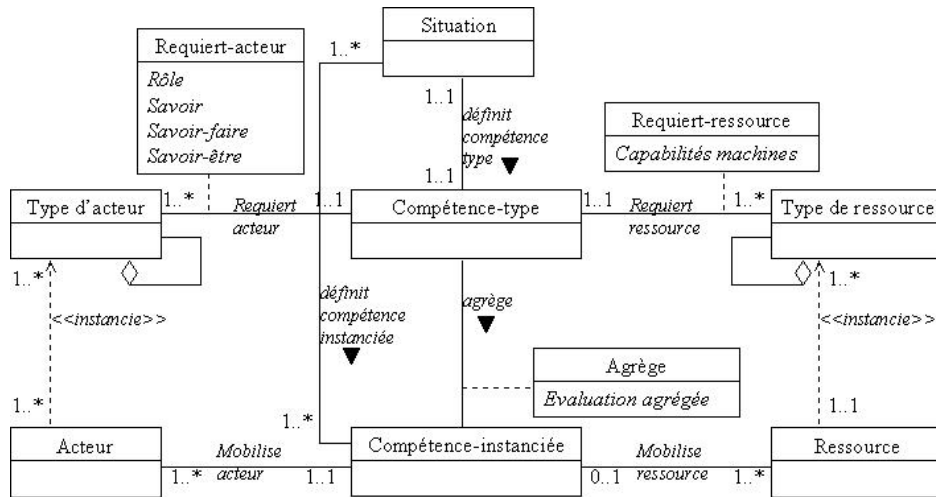 Situation
Requiert-acteur
Rôle
Savoir
Savoir-faire
Savoir-être
1..*
1..1
définit
compétence
type
1..1
Requiert-ressource
Capabilités machines
Type d'acteur
1..*
Requiert
acteur
1..1
Compétence-type
1..1
Requiert
ressource
1..*
Type de ressource
1..*
<<instancie>>
1..*
définit
compétence
instanciée
agrège
1..*
<<instancie>>
1..1
Agrège
Evaluation agrégée
1..*
Acteur
Mobilise
acteur
1..*
1..1
Compétence-instanciée
0..1
Mobilise
ressource
1..*
Ressource